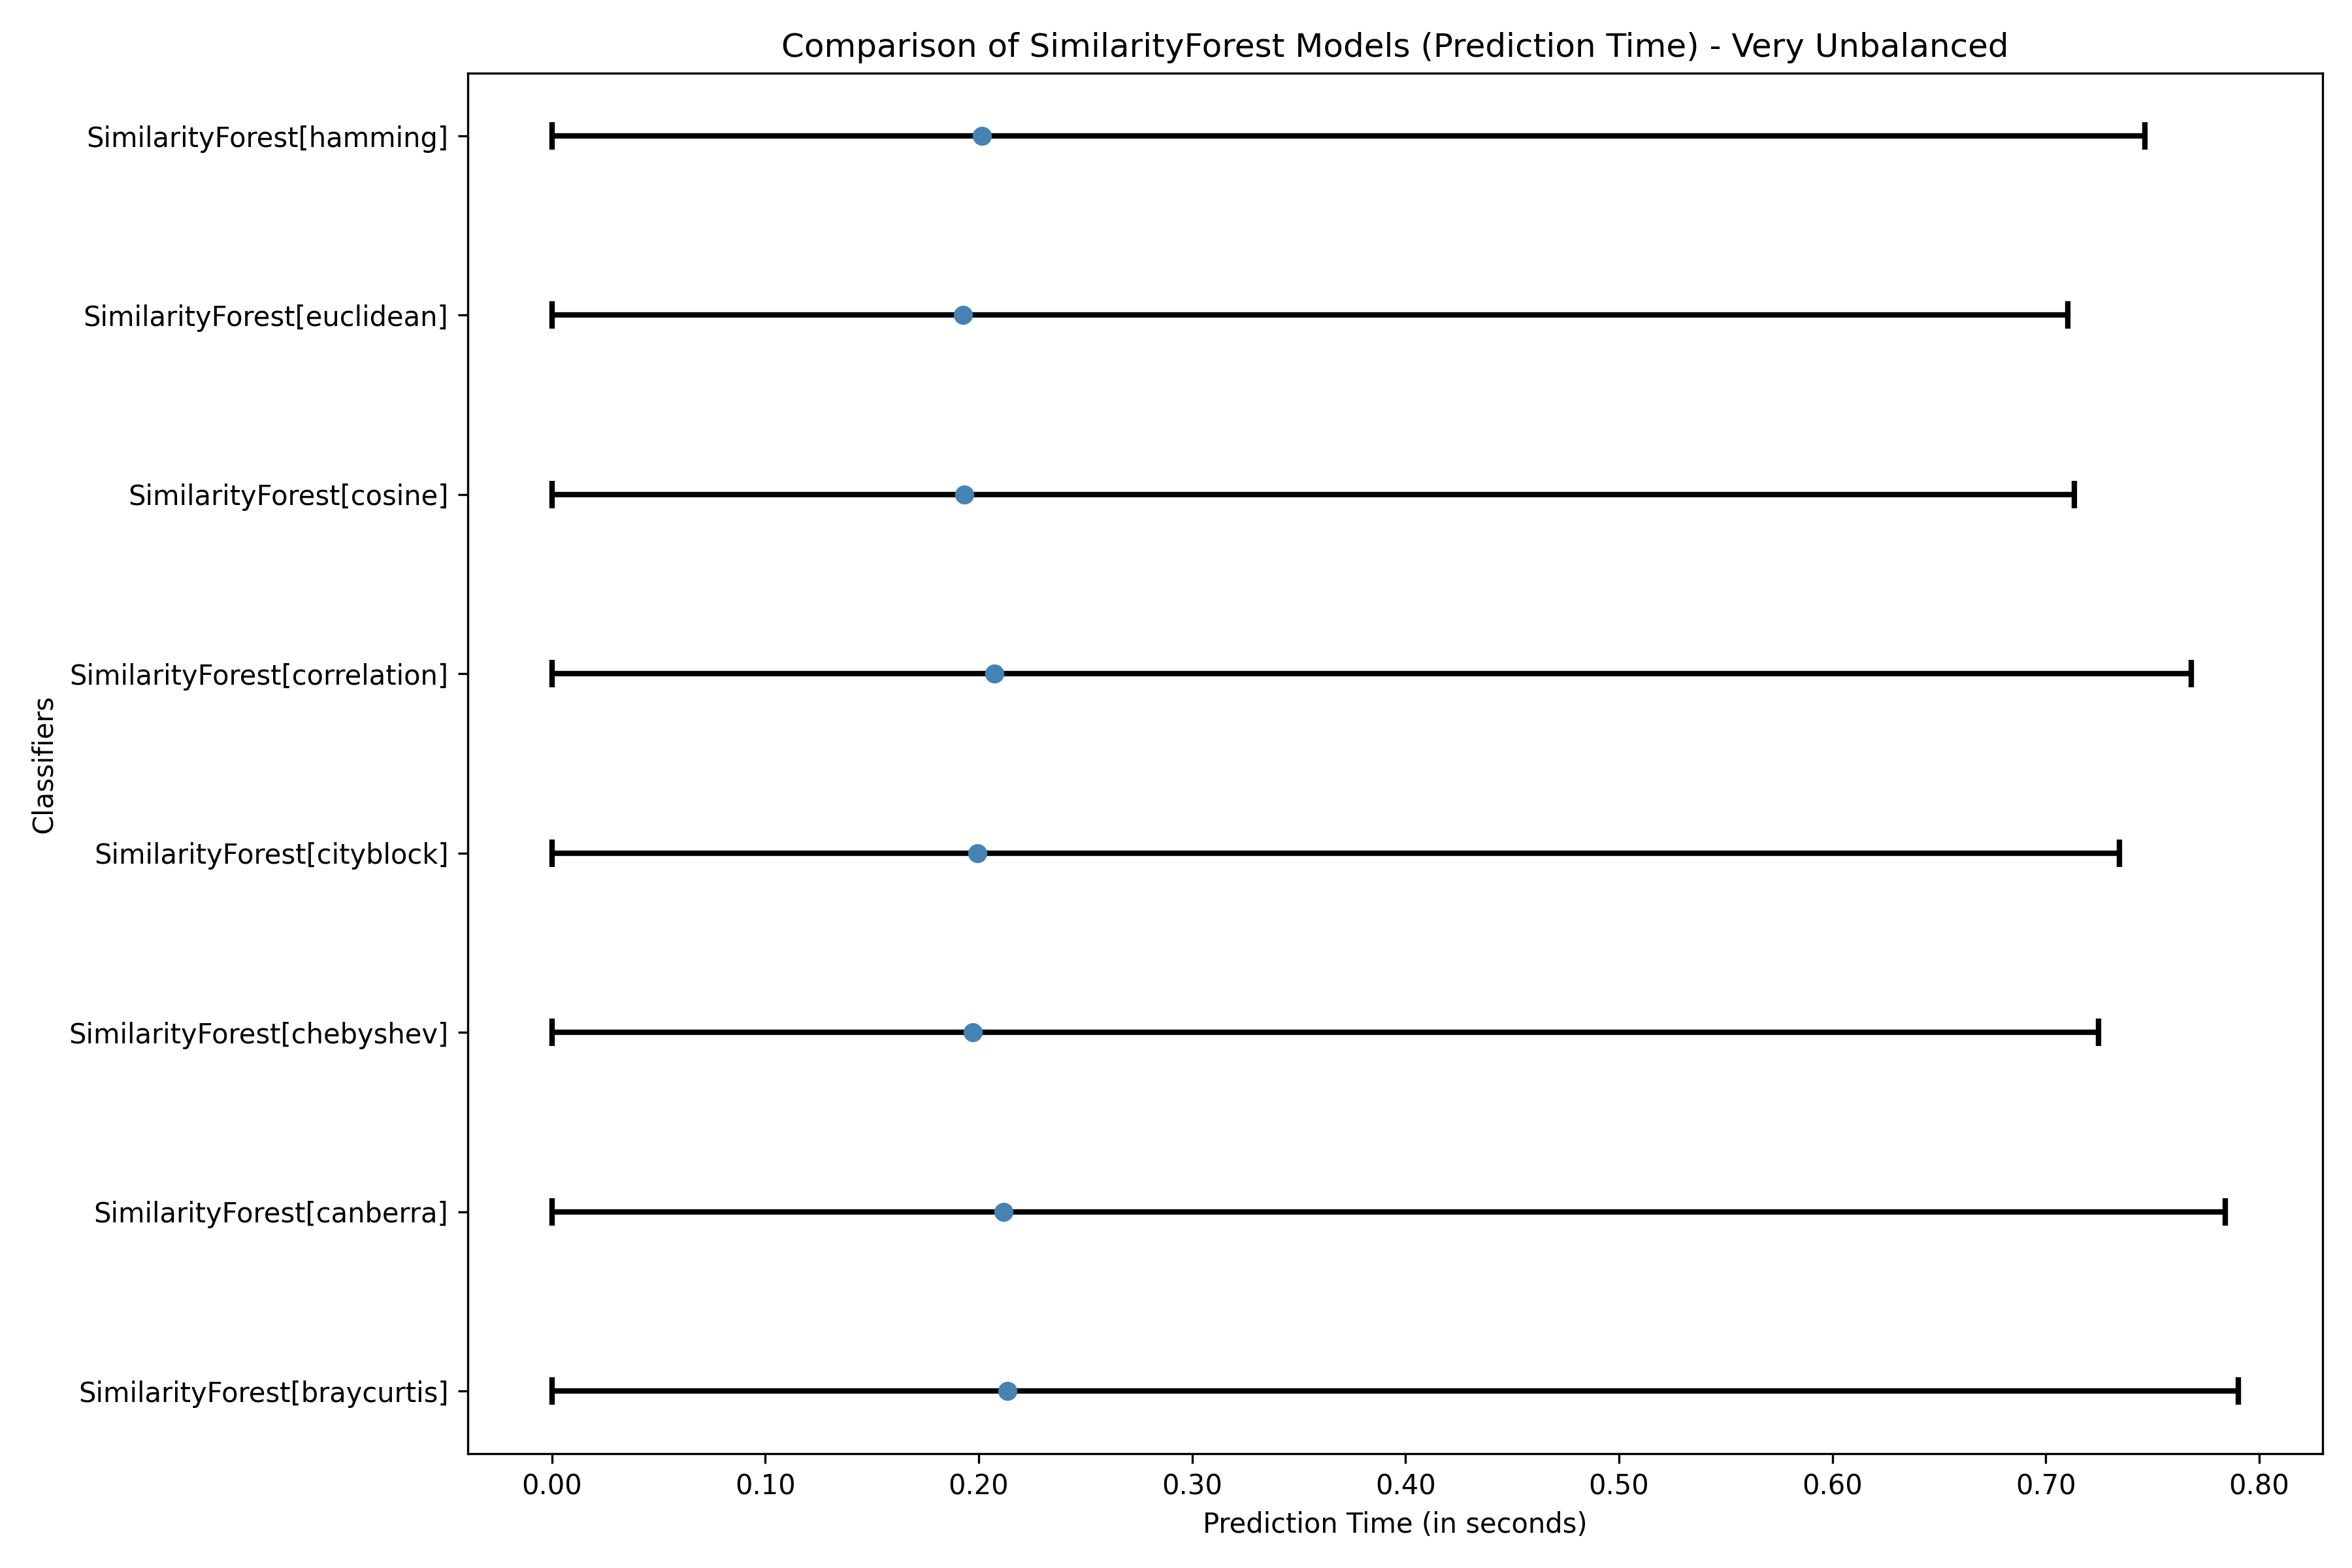 Comparison of SimilarityForest Models (Prediction Time) - Very Unbalanced
SimilarityForest[hamming]
SimilarityForest[euclidean]
SimilarityForest[cosine]
SimilarityForest[correlation]
SimilarityForest[cityblock]
SimilarityForest[chebyshev]
SimilarityForest[canberra]
SimilarityForest[braycurtis]
Classifiers
0.00 0.10 0.20 0.30 0.40 0.50 0.60 0.70 0.80
Prediction Time (in seconds)